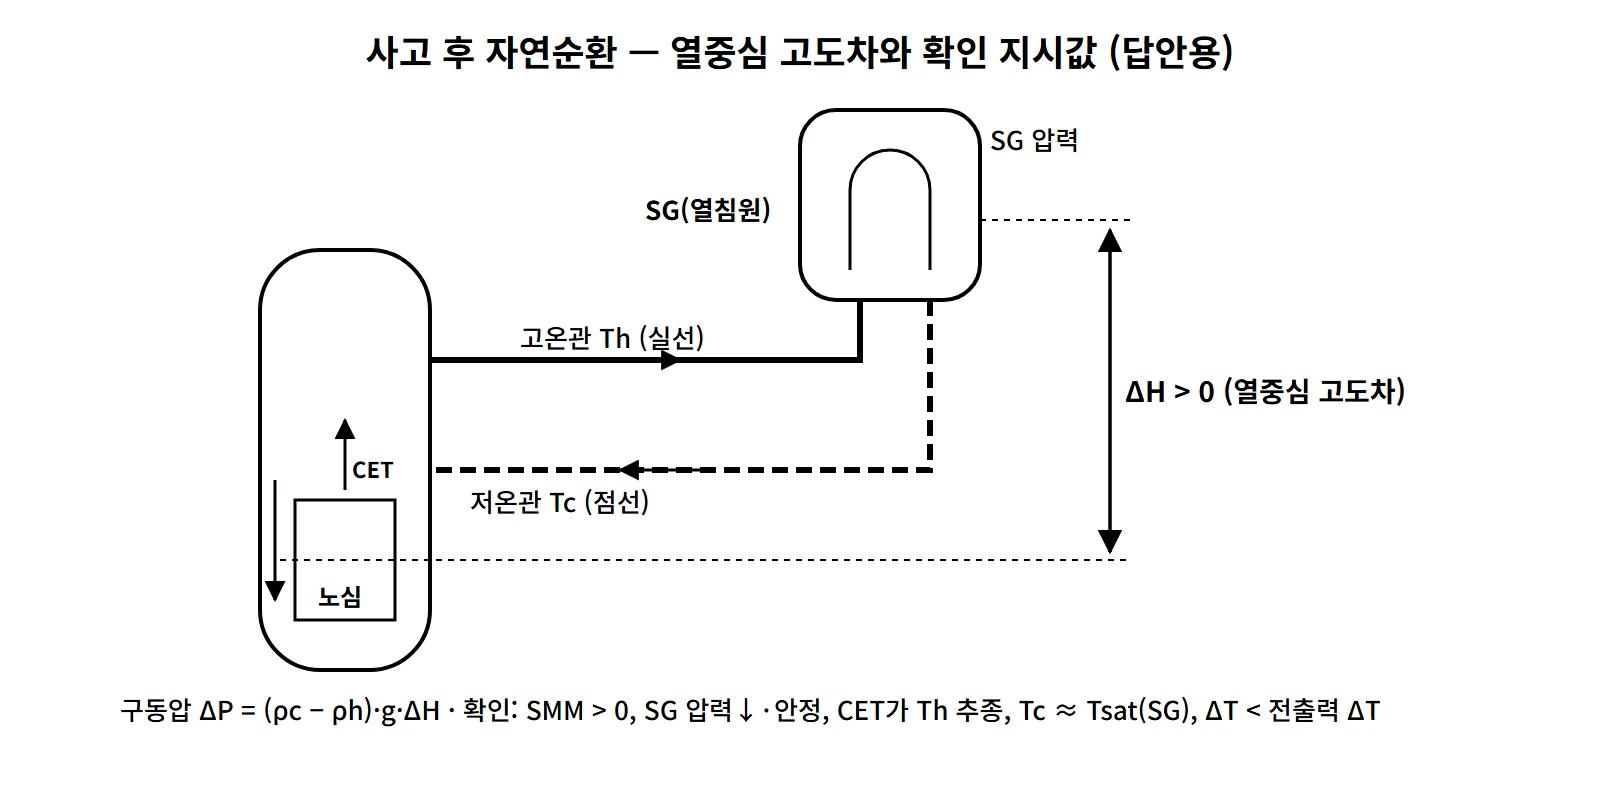 사고 후 자연순환 — 열중심 고도차와 확인 지시값 (답안용)
SG 압력
SG(열침원)
고온관 Th (실선)
ΔH > 0 (열중심 고도차)
CET
저온관 Tc (점선)
노심
구동압 ΔP = (ρc − ρh)·g·ΔH · 확인: SMM > 0, SG 압력↓·안정, CET가 Th 추종, Tc ≈ Tsat(SG), ΔT < 전출력 ΔT